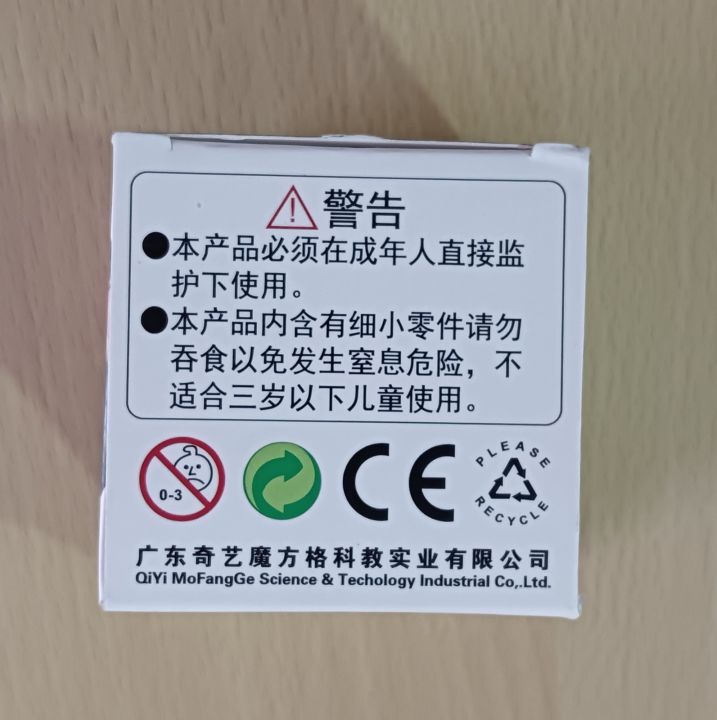 警告
●本产品必须在成年人直接监
护下使用。
●本产品内含有细小零件请勿
吞食以免发生窒息危险，不
适合三岁以下儿童使用。
0-3
CE
PLEASE
RECYCLE
广东奇艺魔方格科教实业有限公司
QiYi MoFangGe Science & Techology Industrial Co,.Ltd.